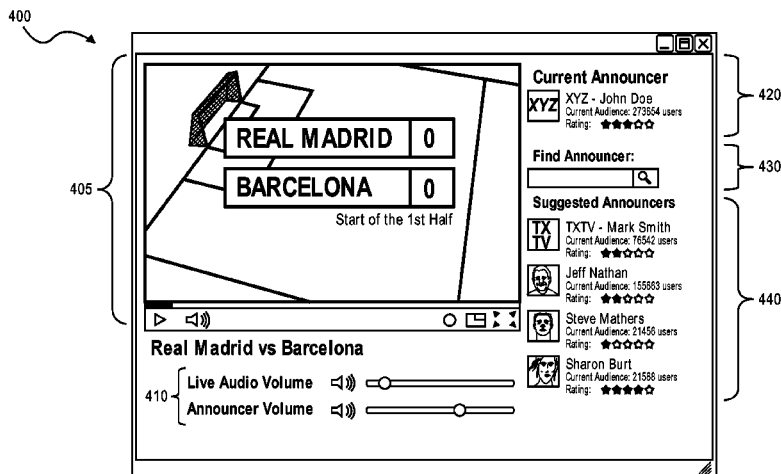 400
405
REAL MADRID 0
BARCELONA 0
Start of the 1st Half
Real Madrid vs Barcelona
410
Live Audio Volume
Announcer Volume
Current Announcer
XYZ
XYZ - John Doe
Current Audience: 273654 users
Rating:
420
Find Announcer:
430
Suggested Announcers
TX
TV
TXTV - Mark Smith
Current Audience: 76542 users
Rating:
Jeff Nathan
Current Audience: 155663 users
Rating:
Steve Mathers
Current Audience: 21456 users
Rating:
Sharon Burt
Current Audience: 21568 users
Rating:
440